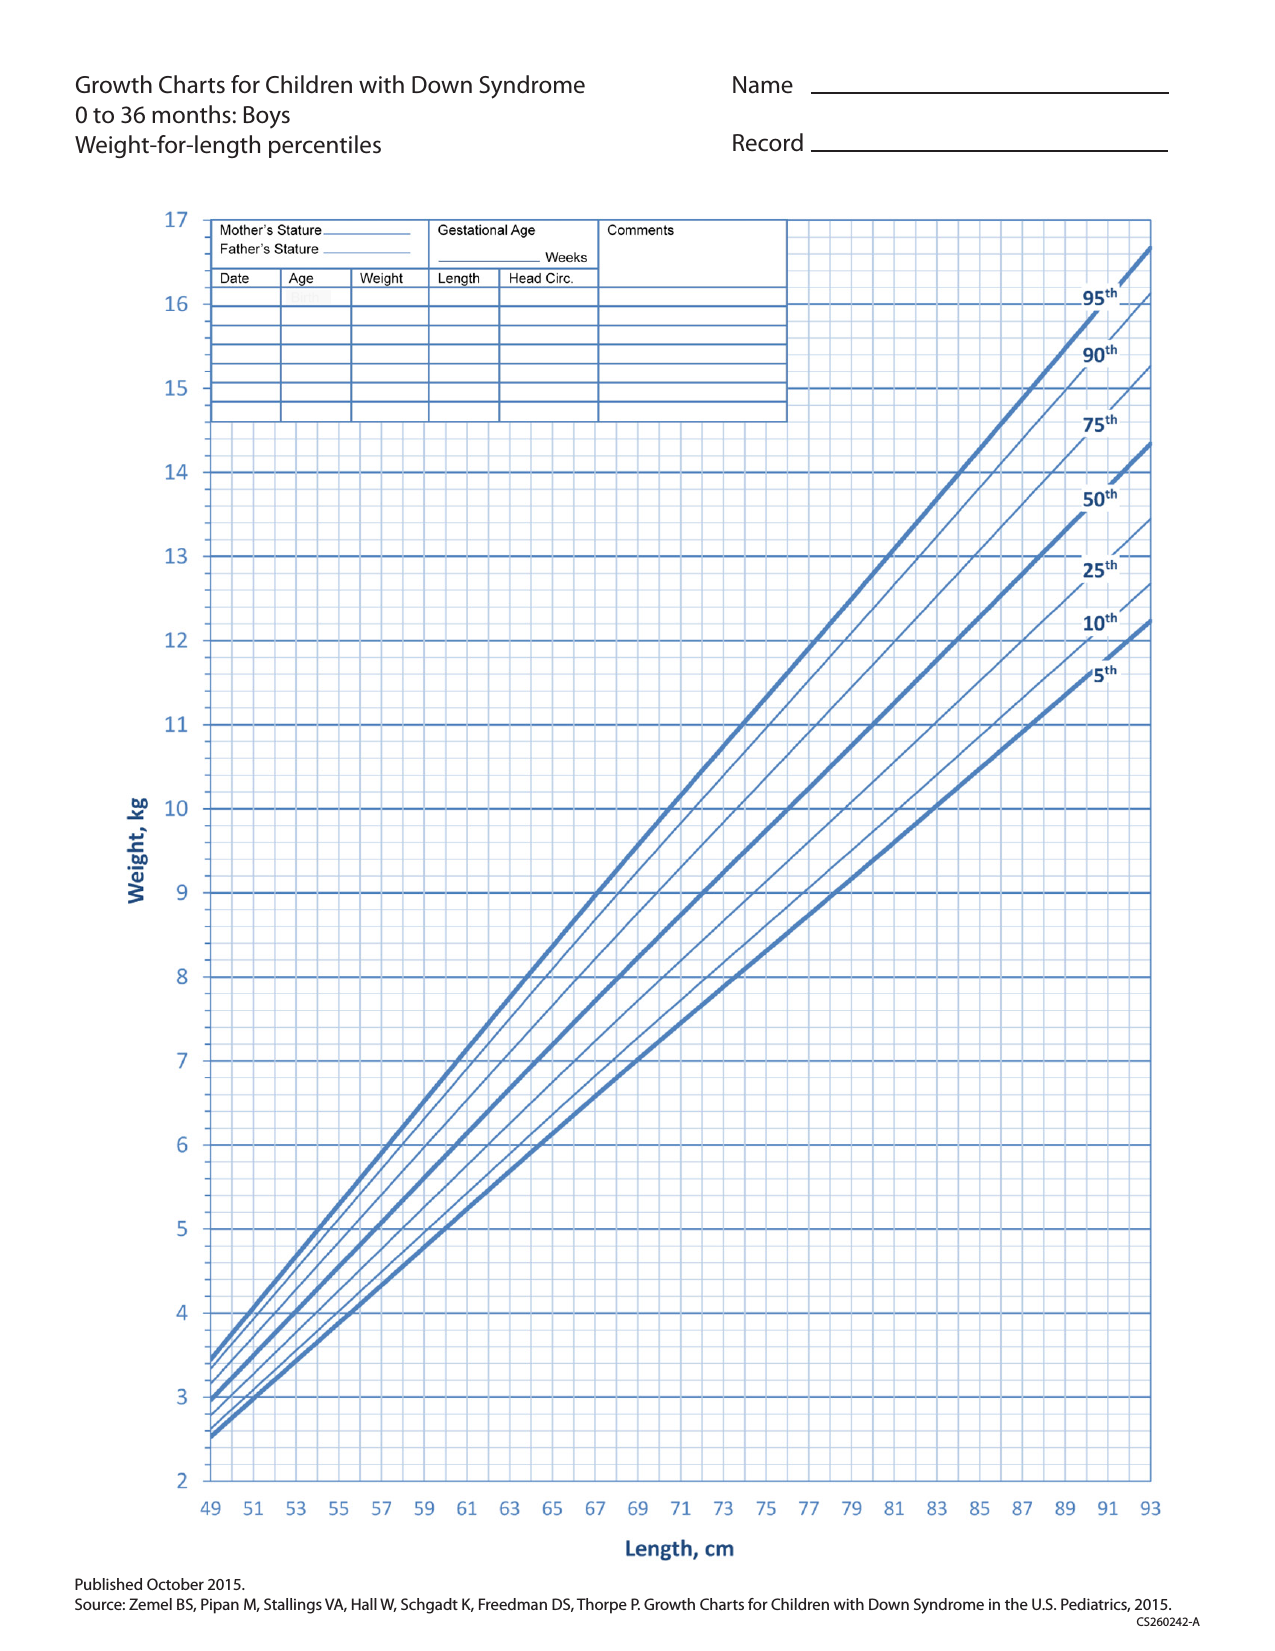 Growth Charts for Children with Down Syndrome
0 to 36 months: Boys
Weight-for-length percentiles
Name
Record
Mother's Stature
Father's Stature
Gestational Age
Weeks
Comments
Date Age Weight Length Head Circ.
17
16
15
14
13
12
11
10
9
8
7
6
5
4
3
2
95th
90th
75th
50th
25th
10th
5th
Weight, kg
49 51 53 55 57 59 61 63 65 67 69 71 73 75 77 79 81 83 85 87 89 91 93
Length, cm
Published October 2015.
Source: Zemel BS, Pipan M, Stallings VA, Hall W, Schgadt K, Freedman DS, Thorpe P. Growth Charts for Children with Down Syndrome in the U.S. Pediatrics, 2015.
CS260242-A